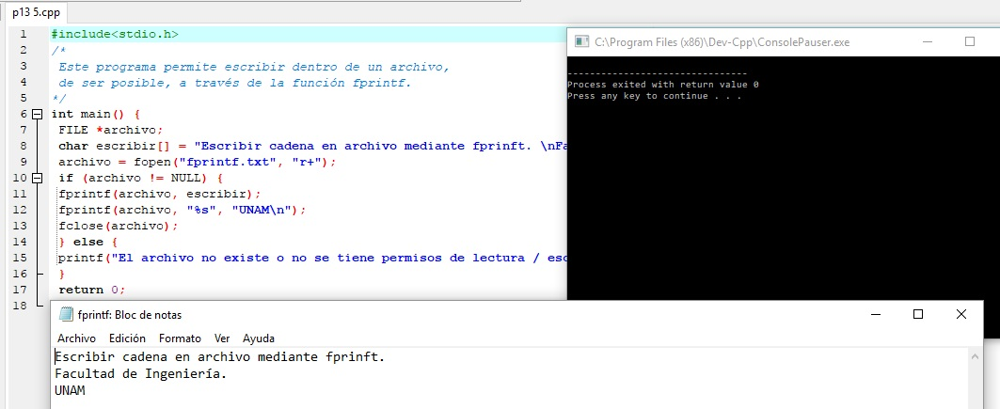 p13 5.cpp
1 #include<stdio.h>
2 /*
3 Este programa permite escribir dentro de un archivo,
4 de ser posible, a través de la función fprintf.
5 */
6 int main() {
7 FILE *archivo;
8 char escribir[] = "Escribir cadena en archivo mediante fprinft. \nFa
9 archivo = fopen("fprintf.txt", "r+");
10 if (archivo != NULL) {
11 fprintf(archivo, escribir);
12 fprintf(archivo, "%s", "UNAM\n");
13 fclose(archivo);
14 } else {
15 printf("El archivo no existe o no se tiene permisos de lectura / esc
16 }
17 return 0;
18
C:\Program Files (x86)\Dev-Cpp\ConsolePauser.exe
--------------------------------
Process exited with return value 0
Press any key to continue . . .
fprintf: Bloc de notas
Archivo Edición Formato Ver Ayuda
Escribir cadena en archivo mediante fprinft.
Facultad de Ingeniería.
UNAM